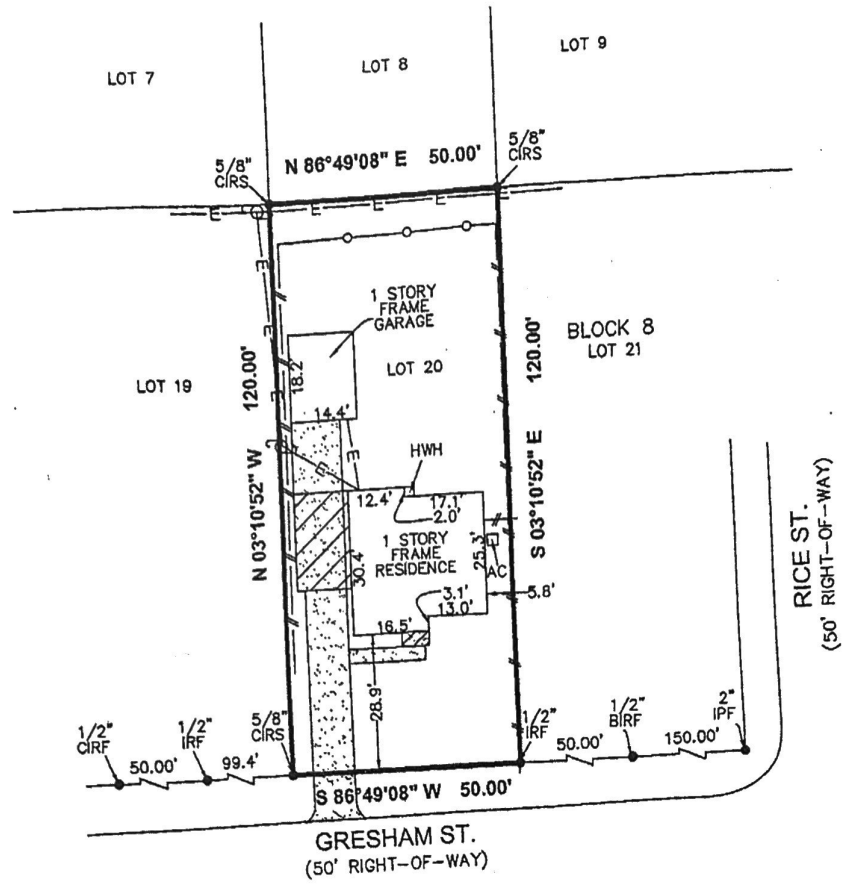 LOT 7
LOT 8
LOT 9
5/8"
CIRS
N 86°49'08" E 50.00'
5/8"
CIRS
E
E
E
E
E
E
E
1 STORY
FRAME
GARAGE
BLOCK 8
LOT 21
LOT 19
120.00'
18.2'
LOT 20
120.00'
E
14.4'
E
E
HWH
12.4'
17.1'
2.0'
N 03°10'52" W
1 STORY
FRAME
RESIDENCE
30.4'
25.3'
AC
S 03°10'52" E
3.1'
13.0'
5.8'
16.5'
28.9'
RICE ST.
(50' RIGHT-OF-WAY)
1/2"
CIRF
1/2"
IRF
5/8"
CIRS
1/2"
IRF
1/2"
BIRF
2"
IPF
50.00'
99.4'
50.00'
150.00'
S 86°49'08" W 50.00'
GRESHAM ST.
(50' RIGHT-OF-WAY)